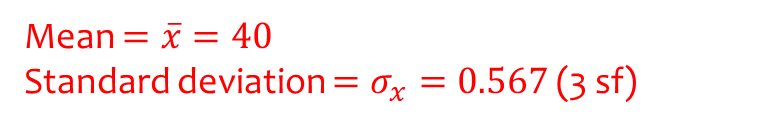 Mean = x̄ = 40
Standard deviation = σₓ = 0.567 (3 sf)